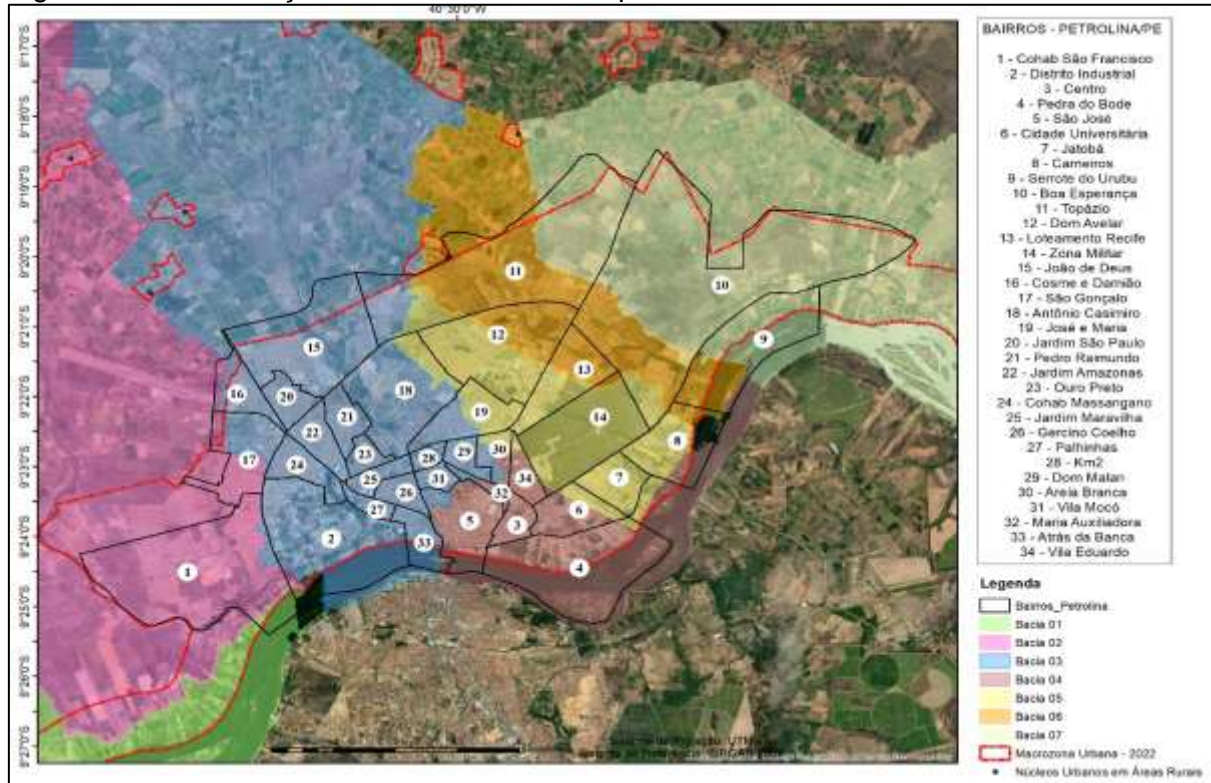 40°30'0"W
9°17'0"S
9°18'0"S
9°19'0"S
9°20'0"S
9°21'0"S
9°22'0"S
9°23'0"S
9°24'0"S
9°25'0"S
9°26'0"S
9°27'0"S
11
10
12
9
15
13
18
16
20
21
19
14
22
8
17
24
23
28
29
30
25
31
34
7
26
32
27
5
3
6
2
33
4
1
BAIRROS - PETROLINA/PE
1 - Cohab São Francisco
2 - Distrito Industrial
3 - Centro
4 - Pedra do Bode
5 - São José
6 - Cidade Universitária
7 - Jatobá
8 - Carneiros
9 - Serrote do Urubu
10 - Boa Esperança
11 - Topázio
12 - Dom Avelar
13 - Loteamento Recife
14 - Zona Militar
15 - João de Deus
16 - Cosme e Damião
17 - São Gonçalo
18 - Antônio Casimiro
19 - José e Maria
20 - Jardim São Paulo
21 - Pedro Raimundo
22 - Jardim Amazonas
23 - Ouro Preto
24 - Cohab Massangano
25 - Jardim Maravilha
26 - Gercino Coelho
27 - Palhinhas
28 - Km2
29 - Dom Malan
30 - Areia Branca
31 - Vila Mocó
32 - Maria Auxiliadora
33 - Atrás da Banca
34 - Vila Eduardo
Legenda
Bairros_Petrolina
Bacia 01
Bacia 02
Bacia 03
Bacia 04
Bacia 05
Bacia 06
Bacia 07
Macrozona Urbana - 2022
Núcleos Urbanos em Áreas Rurais